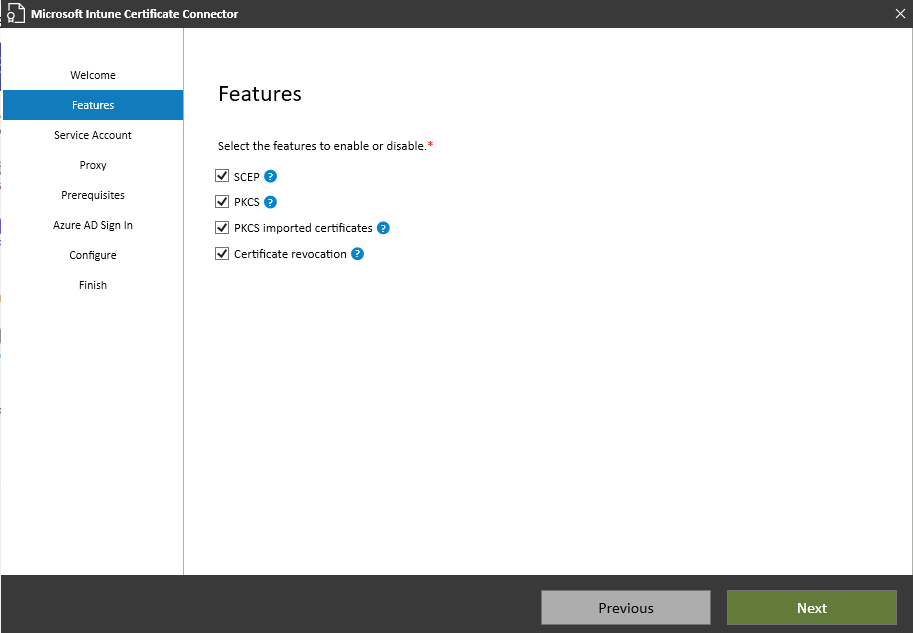 Microsoft Intune Certificate Connector
Welcome
Features
Service Account
Proxy
Prerequisites
Azure AD Sign In
Configure
Finish
Features
Select the features to enable or disable.*
SCEP ?
PKCS ?
PKCS imported certificates ?
Certificate revocation ?
Previous
Next